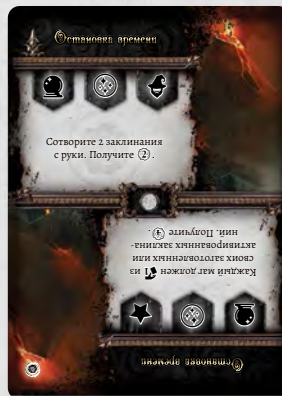 Остановка времени
Сотворите 2 заклинания
с руки. Получите 2.
Каждый маг должен 1 из
своих заготовленных или
активированных заклина-
ний. Получите
Остановка времени